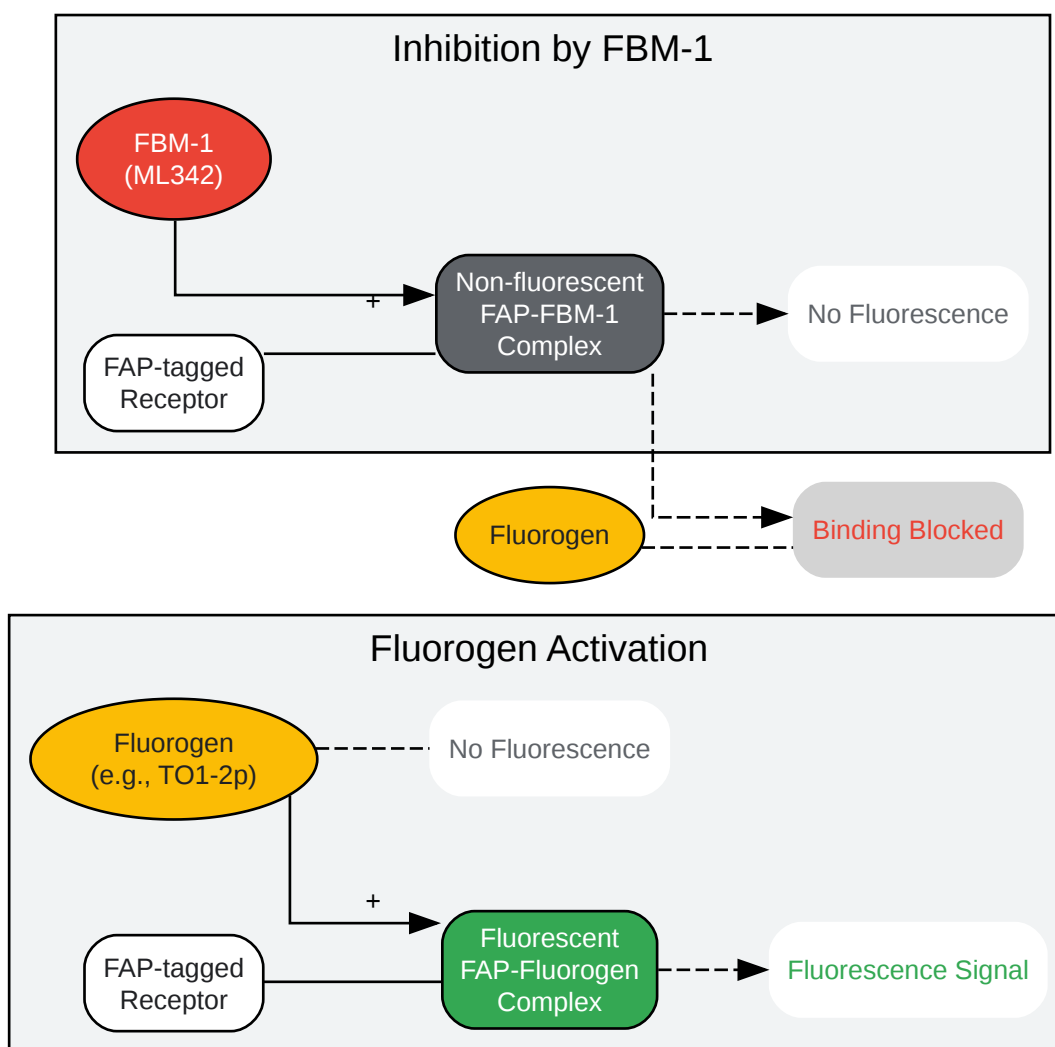 Inhibition by FBM-1
FBM-1
(ML342)
+
Non-fluorescent
FAP-FBM-1
Complex
No Fluorescence
FAP-tagged
Receptor
Fluorogen
Binding Blocked
Fluorogen Activation
Fluorogen
(e.g., TO1-2p)
No Fluorescence
+
FAP-tagged
Receptor
Fluorescent
FAP-Fluorogen
Complex
Fluorescence Signal